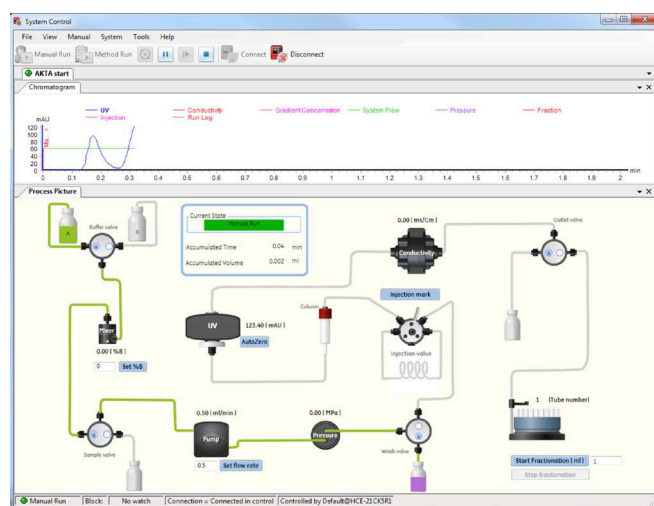 System Control
File View Manual System Tools Help
Manual Run Method Run Connect Disconnect
AKTA start
Chromatogram
UV Conductivity Gradient Concentration System Flow Pressure Fraction
Injection Run Log
mAU
120
100
80
60
40
20
0
0 0.1 0.2 0.3 0.4 0.5 0.6 0.7 0.8 0.9 1 1.1 1.2 1.3 1.4 1.5 1.6 1.7 1.8 1.9 2 min
Process Picture
Current State
Manual Run
Accumulated Time 0.04 min
Accumulated Volume 0.002 ml
A
B
Buffer valve
0.00 ( ms/Cm )
Conductivity
Outlet valve
Injection mark
Column
UV
123.40 ( mAU )
AutoZero
Injection valve
Mixer
0.00 ( %B )
0 Set %B
1 (Tube number)
0.50 ( ml/min )
0.00 ( MPa )
Pump
Pressure
Sample valve
Wash valve
0.5 Set flow rate
Start Fractionation ( ml ) 1
Stop fractionation
Manual Run Block: No watch Connection = Connected in control Controlled by Default@HCE-21CK5R1